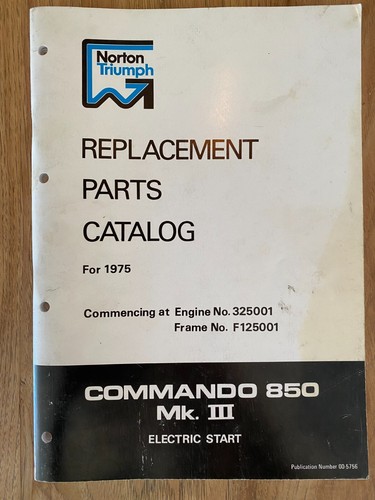 Norton
Triumph
REPLACEMENT
PARTS
CATALOG
For 1975
Commencing at Engine No. 325001
Frame No. F125001
COMMANDO 850
Mk. III
ELECTRIC START
Publication Number 00-5756